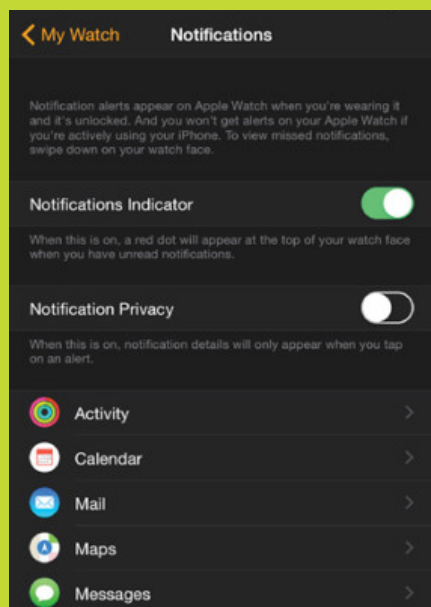 My Watch
Notifications
Notification alerts appear on Apple Watch when you're wearing it
and it's unlocked. And you won't get alerts on your Apple Watch if
you're actively using your iPhone. To view missed notifications,
swipe down on your watch face.
Notifications Indicator
When this is on, a red dot will appear at the top of your watch face
when you have unread notifications.
Notification Privacy
When this is on, notification details will only appear when you tap
on an alert.
Activity
Calendar
Mail
Maps
Messages